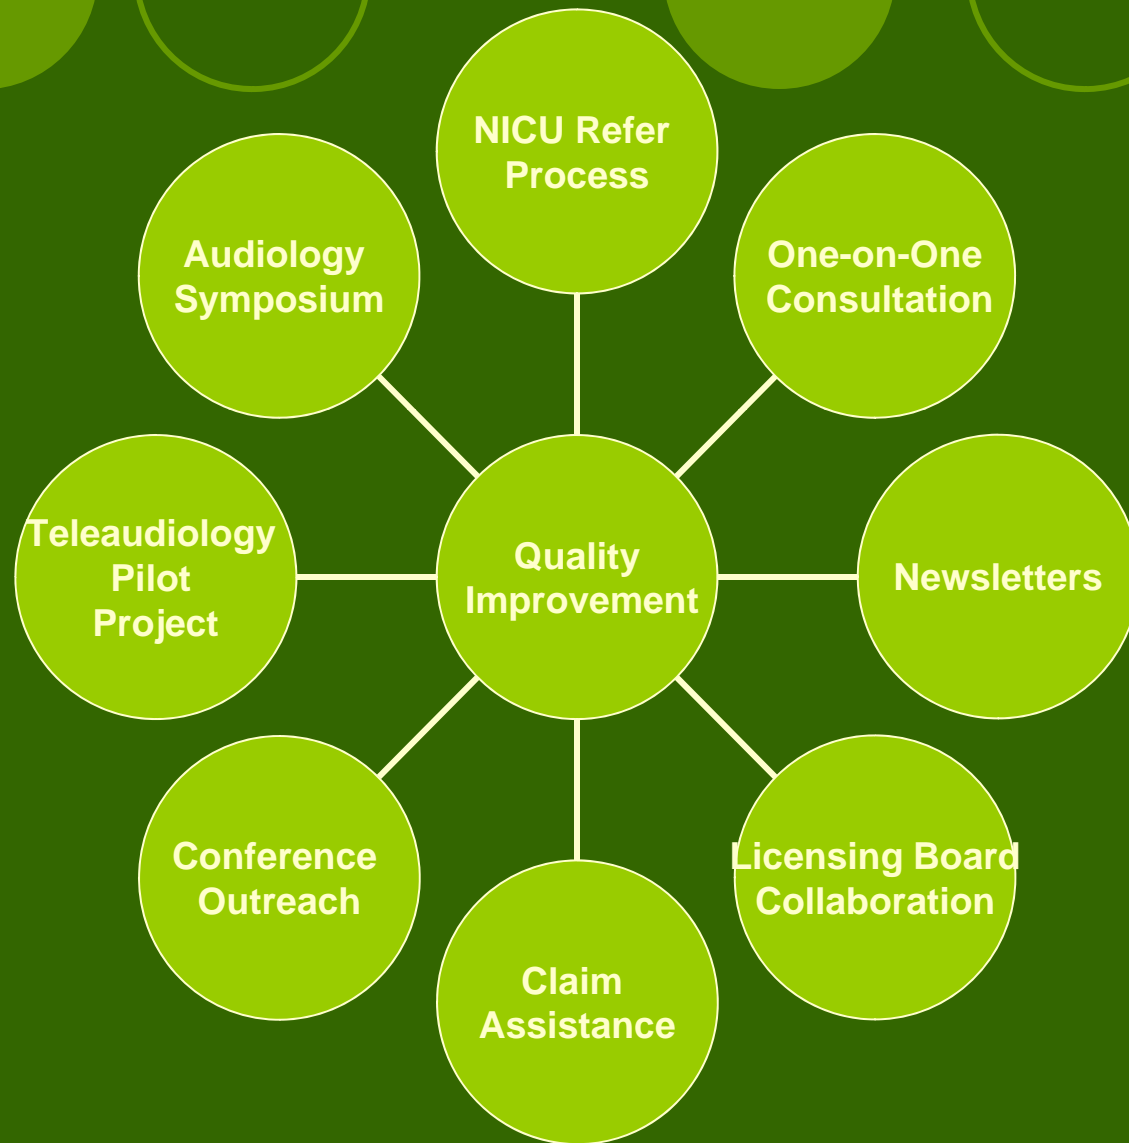 NICU Refer
Process
One-on-One
Consultation
Newsletters
Licensing Board
Collaboration
Claim
Assistance
Conference
Outreach
Teleaudiology
Pilot
Project
Audiology
Symposium
Quality
Improvement